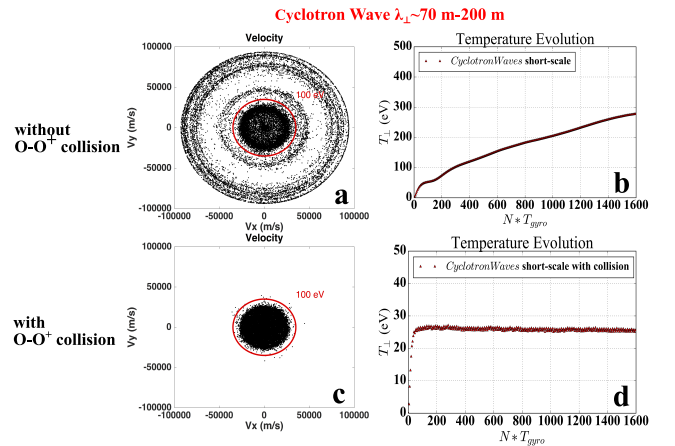 Cyclotron Wave λ⊥~70 m-200 m
without
O-O+ collision
Velocity
Vy (m/s)
100000
50000
0
-50000
-100000
100 eV
a
-100000 -50000 0 50000 100000
Vx (m/s)
Temperature Evolution
T⊥ (eV)
500
400
300
200
100
0
CyclotronWaves short-scale
b
0 200 400 600 800 1000 1200 1400 1600
N * Tgyro
with
O-O+ collision
Velocity
Vy (m/s)
100000
50000
0
-50000
-100000
100 eV
c
-100000 -50000 0 50000 100000
Vx (m/s)
Temperature Evolution
T⊥ (eV)
50
40
30
20
10
0
CyclotronWaves short-scale with collision
d
0 200 400 600 800 1000 1200 1400 1600
N * Tgyro